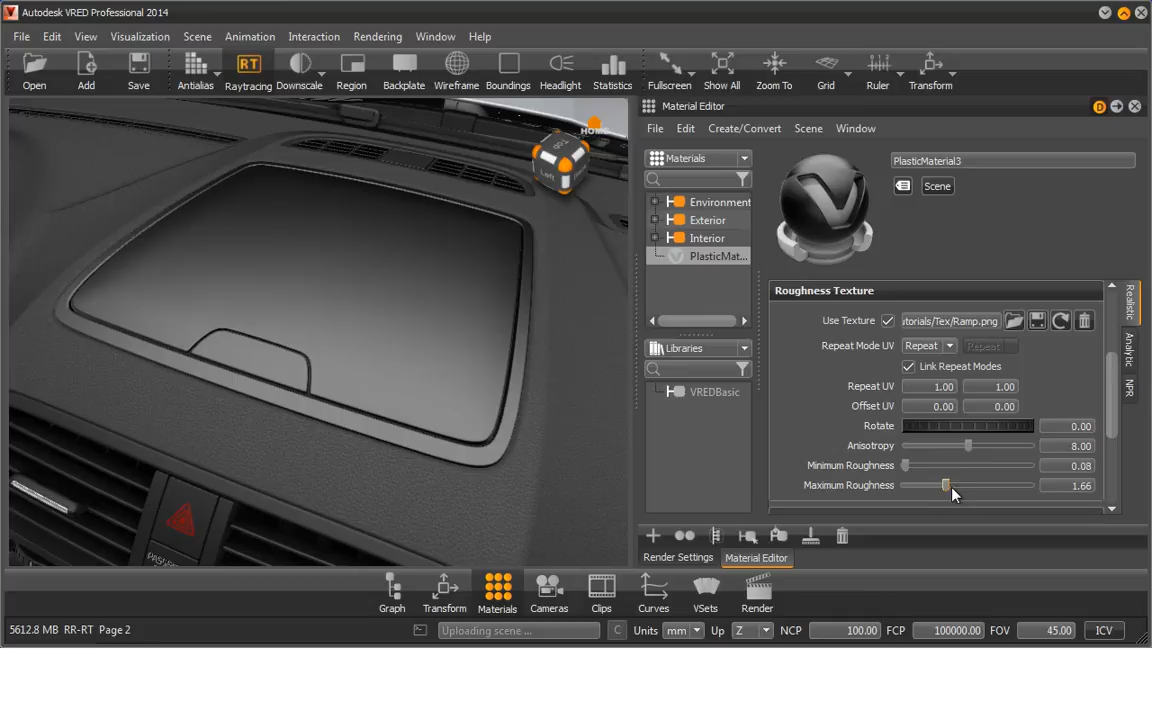 Autodesk VRED Professional 2014
File Edit View Visualization Scene Animation Interaction Rendering Window Help
RT
Open Add Save Antialias Raytracing Downscale Region Backplate Wireframe Boundings Headlight Statistics Fullscreen Show All Zoom To Grid Ruler Transform
Material Editor
D
File Edit Create/Convert Scene Window
HOME
Top
Left
Materials
PlasticMaterial3
Scene
Environment
Exterior
Interior
PlasticMat...
Roughness Texture
Use Texture utorials/Tex/Ramp.png
Repeat Mode UV Repeat Repeat
Link Repeat Modes
Repeat UV 1.00 1.00
Offset UV 0.00 0.00
Rotate 0.00
Anisotropy 8.00
Minimum Roughness 0.08
Maximum Roughness 1.66
Realistic
Analytic
NPR
Libraries
VREDBasic
Render Settings Material Editor
Graph Transform Materials Cameras Clips Curves VSets Render
5612.8 MB RR-RT Page 2 Uploading scene ... C Units mm Up Z NCP 100.00 FCP 100000.00 FOV 45.00 ICV